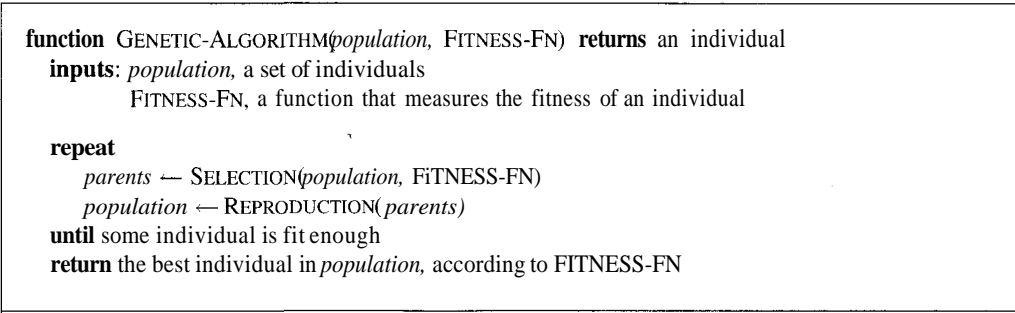 function GENETIC-ALGORITHM(population, FITNESS-FN) returns an individual
inputs: population, a set of individuals
FITNESS-FN, a function that measures the fitness of an individual
repeat
parents ← SELECTION(population, FiTNESS-FN)
population ← REPRODUCTION(parents)
until some individual is fit enough
return the best individual in population, according to FITNESS-FN